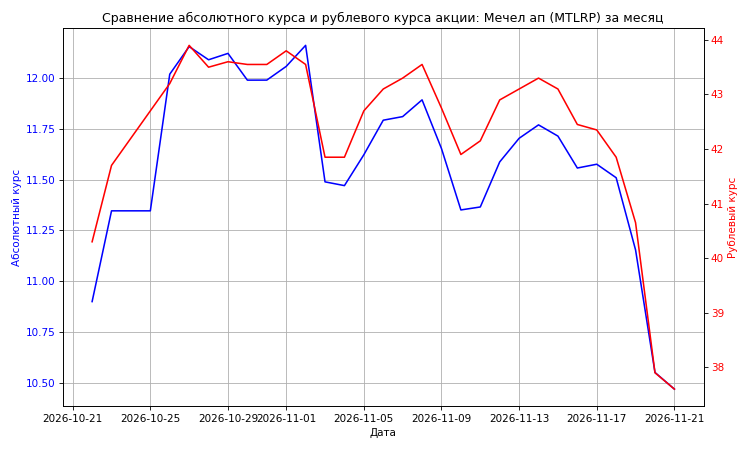 Сравнение абсолютного курса и рублевого курса акции: Мечел ап (MTLRP) за месяц
Абсолютный курс
12.00
11.75
11.50
11.25
11.00
10.75
10.50
44
43
42
41
40
39
38
Рублевый курс
2026-10-21 2026-10-25 2026-10-29 2026-11-01 2026-11-05 2026-11-09 2026-11-13 2026-11-17 2026-11-21
Дата